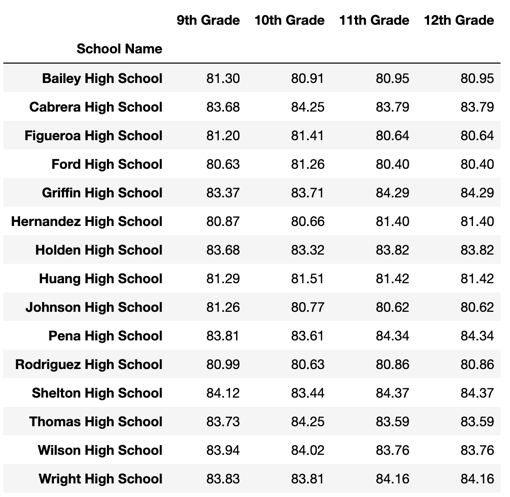 9th Grade 10th Grade 11th Grade 12th Grade
School Name
Bailey High School 81.30 80.91 80.95 80.95
Cabrera High School 83.68 84.25 83.79 83.79
Figueroa High School 81.20 81.41 80.64 80.64
Ford High School 80.63 81.26 80.40 80.40
Griffin High School 83.37 83.71 84.29 84.29
Hernandez High School 80.87 80.66 81.40 81.40
Holden High School 83.68 83.32 83.82 83.82
Huang High School 81.29 81.51 81.42 81.42
Johnson High School 81.26 80.77 80.62 80.62
Pena High School 83.81 83.61 84.34 84.34
Rodriguez High School 80.99 80.63 80.86 80.86
Shelton High School 84.12 83.44 84.37 84.37
Thomas High School 83.73 84.25 83.59 83.59
Wilson High School 83.94 84.02 83.76 83.76
Wright High School 83.83 83.81 84.16 84.16